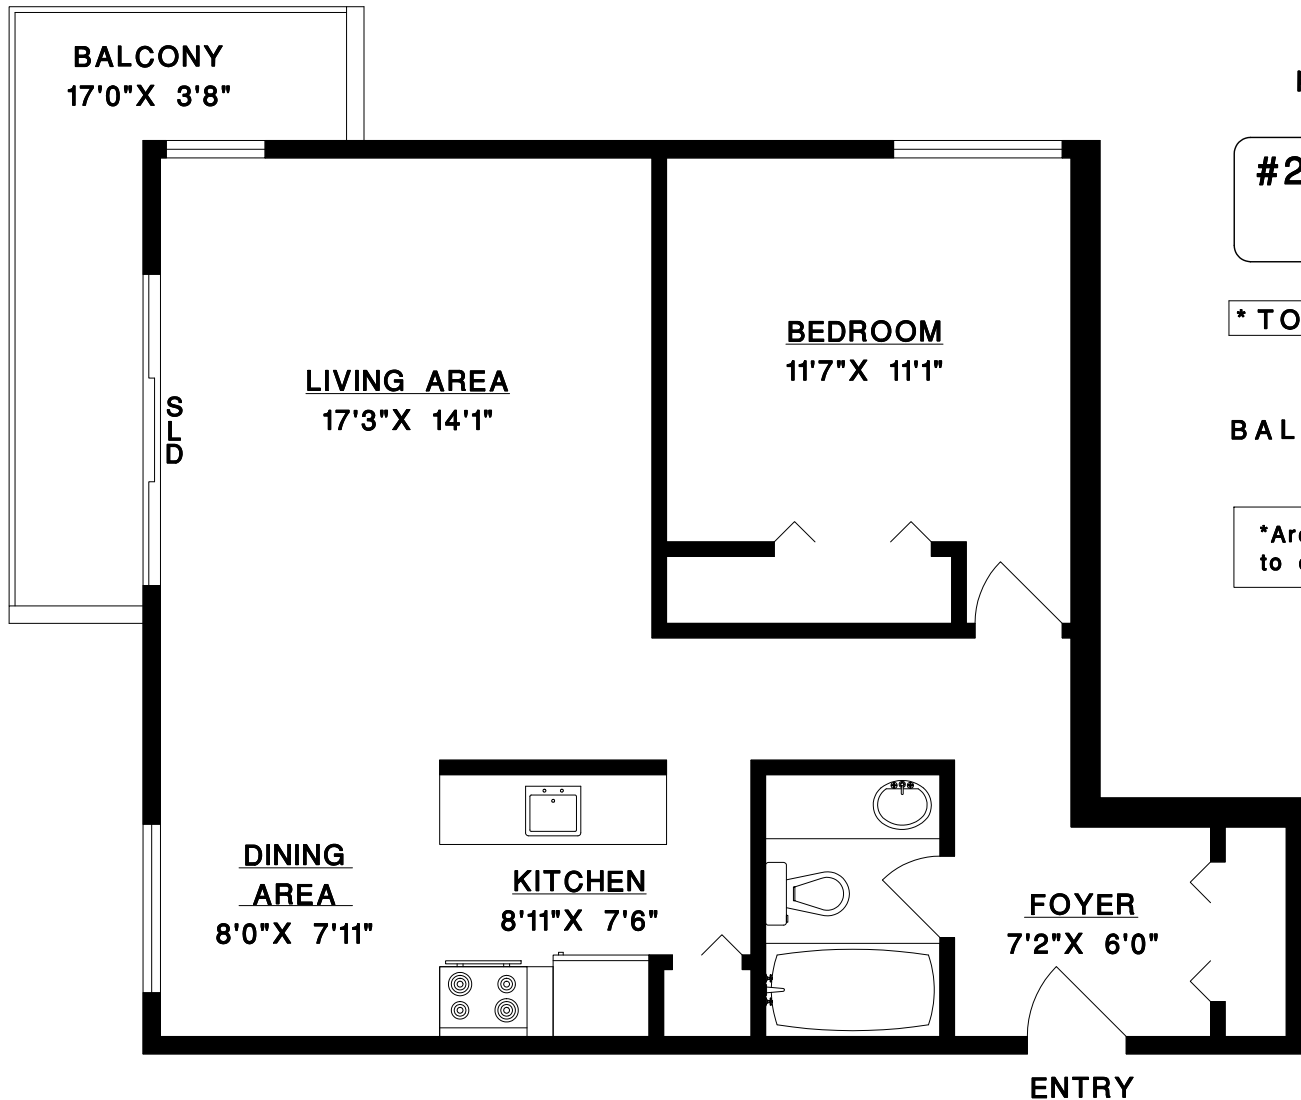 BALCONY
17'0"X 3'8"
#2
* TO
BEDROOM
11'7"X 11'1"
LIVING AREA
17'3"X 14'1"
SLD
BAL
*Ar
to
DINING
AREA
8'0"X 7'11"
KITCHEN
8'11"X 7'6"
FOYER
7'2"X 6'0"
ENTRY